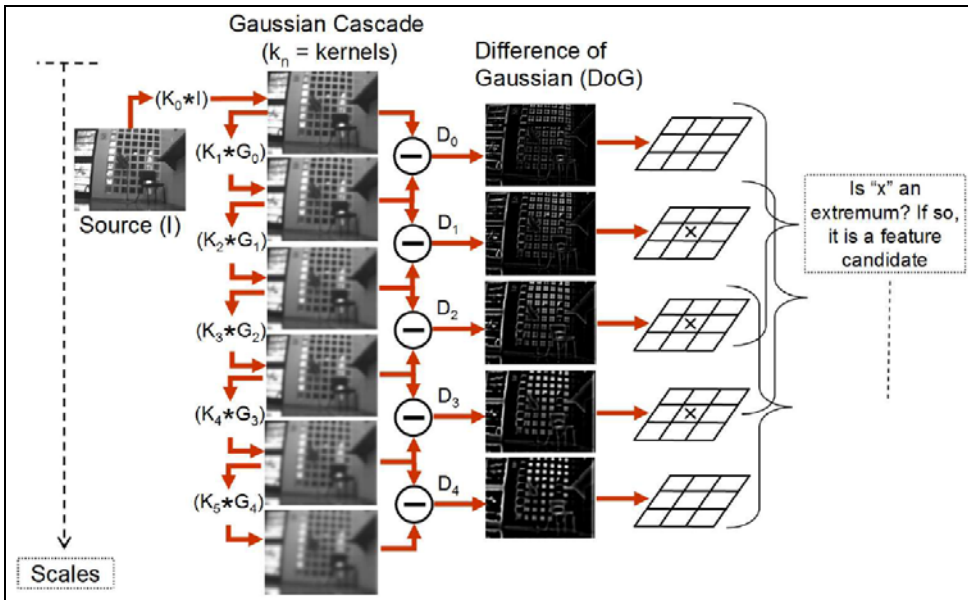 Gaussian Cascade
(kn = kernels)
Difference of
Gaussian (DoG)
(K0*I)
Source (I)
(K1*G0)
(K2*G1)
(K3*G2)
(K4*G3)
(K5*G4)
D0
D1
D2
D3
D4
×
×
×
Is “x” an
extremum? If so,
it is a feature
candidate
Scales